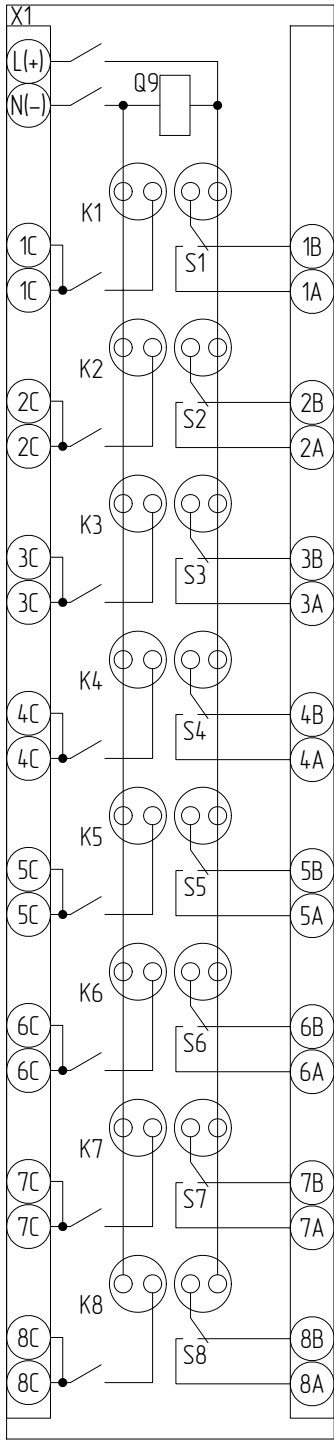 X1
L(+)
Q9
N(-)
K1
1C
S1
1B
1C
1A
K2
2C
S2
2B
2C
2A
K3
3C
S3
3B
3C
3A
K4
4C
S4
4B
4C
4A
K5
5C
S5
5B
5C
5A
K6
6C
S6
6B
6C
6A
K7
7C
S7
7B
7C
7A
K8
8C
S8
8B
8C
8A